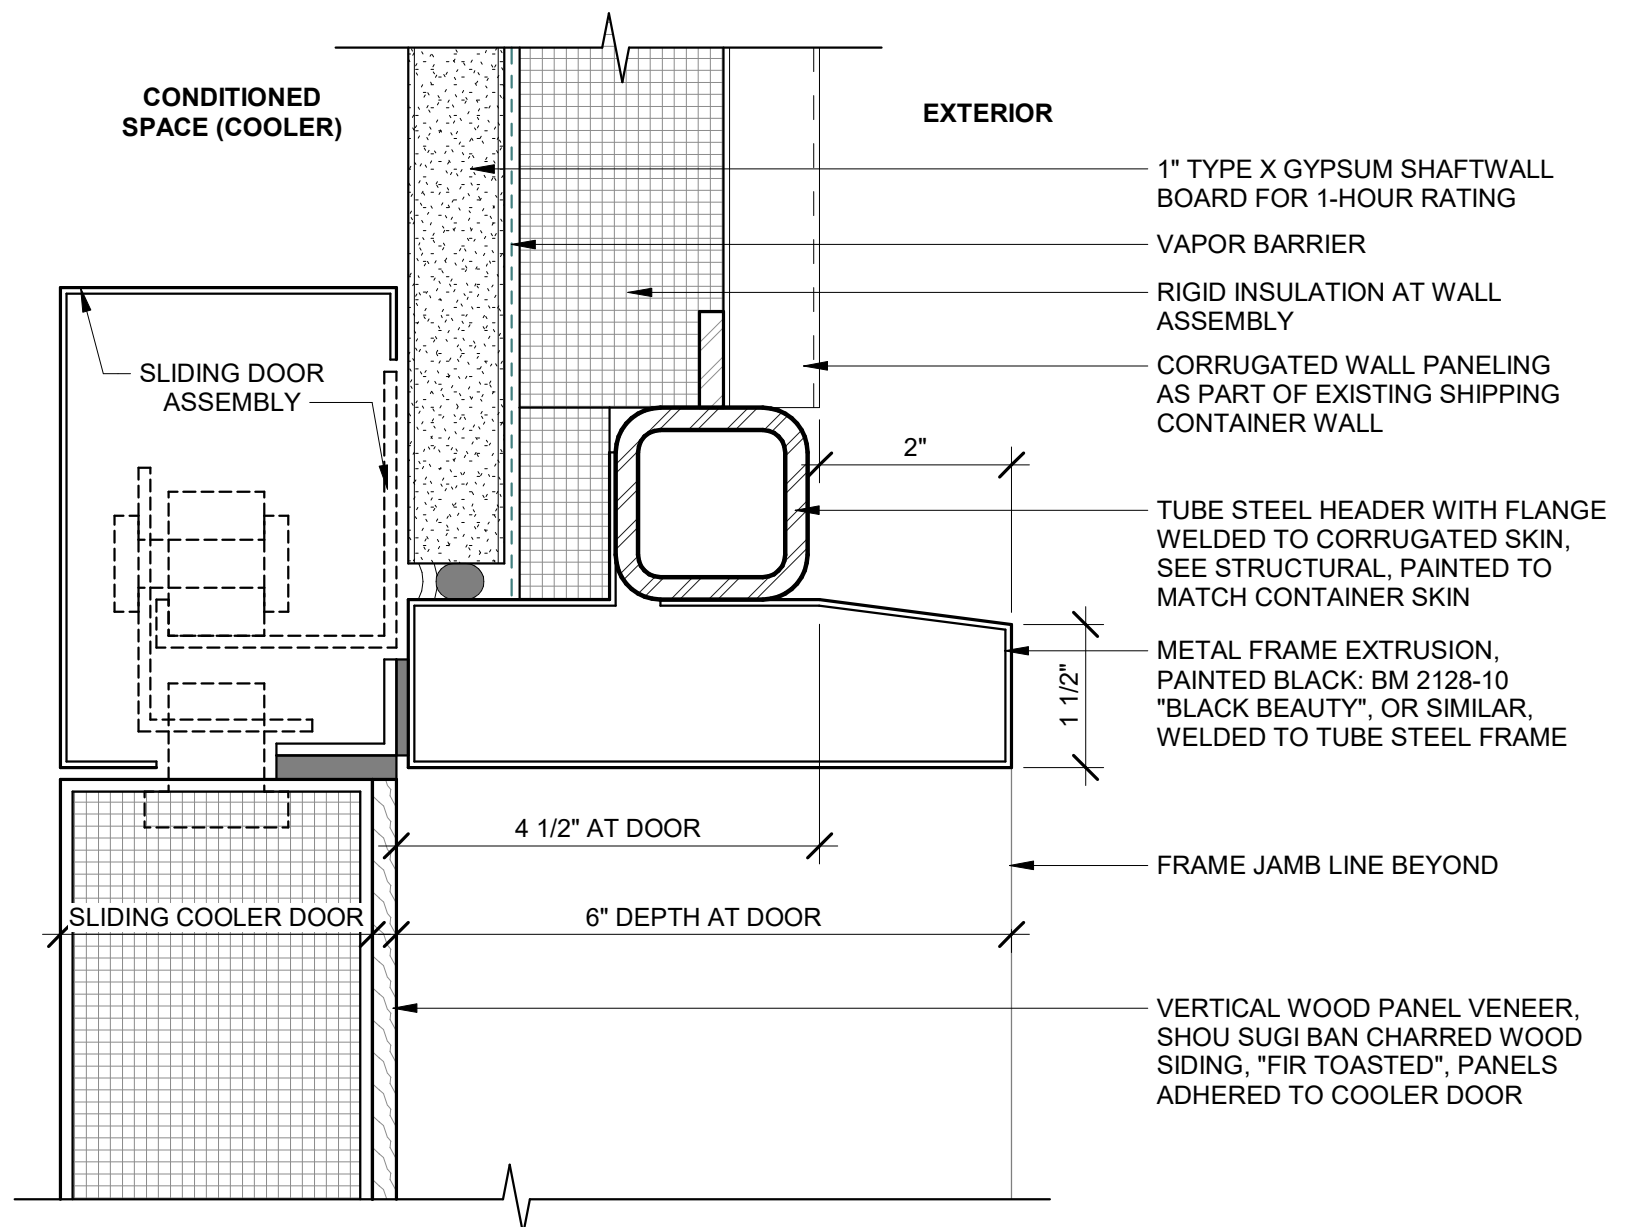 CONDITIONED
SPACE (COOLER)
EXTERIOR
1" TYPE X GYPSUM SHAFTWALL
BOARD FOR 1-HOUR RATING
VAPOR BARRIER
RIGID INSULATION AT WALL
ASSEMBLY
SLIDING DOOR
ASSEMBLY
CORRUGATED WALL PANELING
AS PART OF EXISTING SHIPPING
CONTAINER WALL
2"
TUBE STEEL HEADER WITH FLANGE
WELDED TO CORRUGATED SKIN,
SEE STRUCTURAL, PAINTED TO
MATCH CONTAINER SKIN
METAL FRAME EXTRUSION,
PAINTED BLACK: BM 2128-10
"BLACK BEAUTY", OR SIMILAR,
WELDED TO TUBE STEEL FRAME
1 1/2"
4 1/2" AT DOOR
FRAME JAMB LINE BEYOND
SLIDING COOLER DOOR
6" DEPTH AT DOOR
VERTICAL WOOD PANEL VENEER,
SHOU SUGI BAN CHARRED WOOD
SIDING, "FIR TOASTED", PANELS
ADHERED TO COOLER DOOR